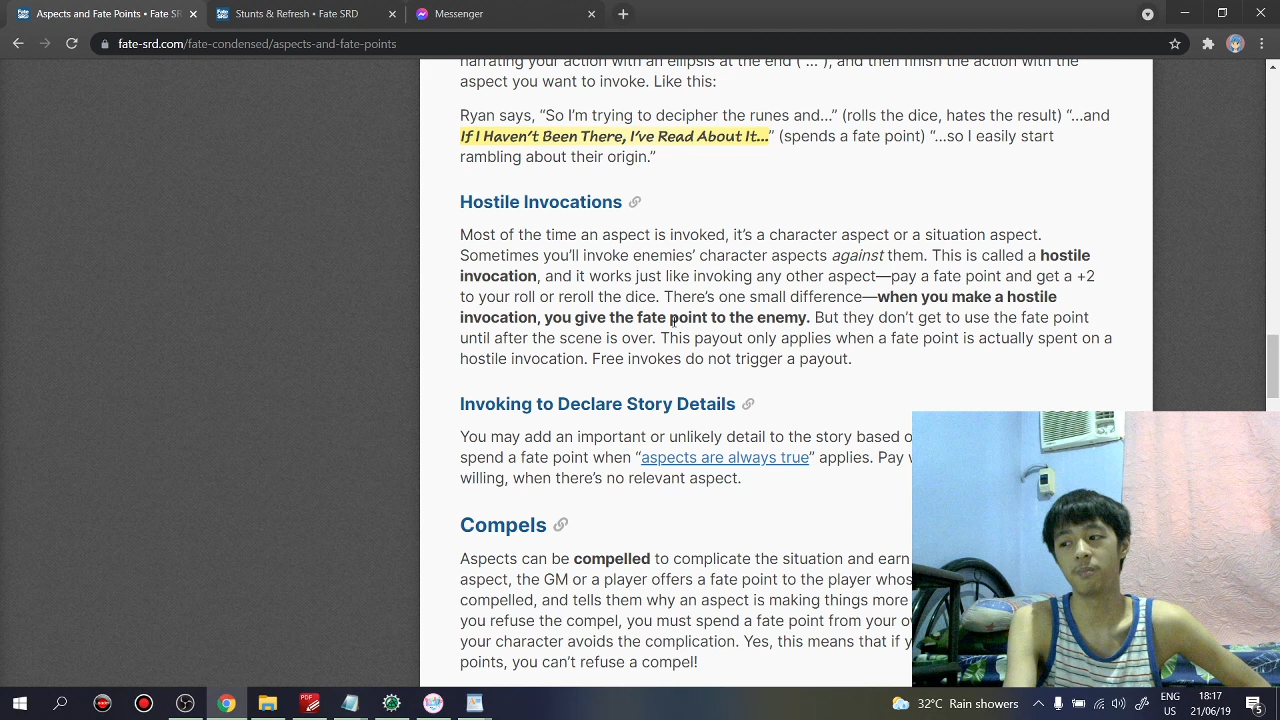 Aspects and Fate Points • Fate SR
Stunts & Refresh • Fate SRD
Messenger
fate-srd.com/fate-condensed/aspects-and-fate-points
narrating your action with an ellipsis at the end ("..."), and then finish the action with the
aspect you want to invoke. Like this:
Ryan says, “So I’m trying to decipher the runes and…” (rolls the dice, hates the result) “…and
If I Haven’t Been There, I’ve Read About It…” (spends a fate point) “…so I easily start
rambling about their origin.”
Hostile Invocations
Most of the time an aspect is invoked, it’s a character aspect or a situation aspect.
Sometimes you’ll invoke enemies’ character aspects against them. This is called a hostile
invocation, and it works just like invoking any other aspect—pay a fate point and get a +2
to your roll or reroll the dice. There’s one small difference—when you make a hostile
invocation, you give the fate point to the enemy. But they don’t get to use the fate point
until after the scene is over. This payout only applies when a fate point is actually spent on a
hostile invocation. Free invokes do not trigger a payout.
Invoking to Declare Story Details
You may add an important or unlikely detail to the story based o
spend a fate point when “aspects are always true” applies. Pay w
willing, when there’s no relevant aspect.
Compels
Aspects can be compelled to complicate the situation and earn
aspect, the GM or a player offers a fate point to the player whos
compelled, and tells them why an aspect is making things more
you refuse the compel, you must spend a fate point from your ow
your character avoids the complication. Yes, this means that if y
points, you can’t refuse a compel!
32°C Rain showers
ENG
US
18:17
21/06/19
5